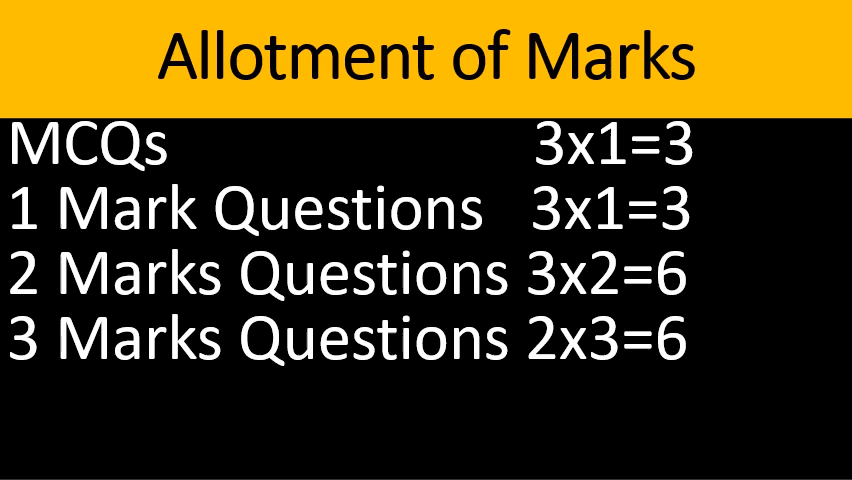 Allotment of Marks
MCQs 3x1=3
1 Mark Questions 3x1=3
2 Marks Questions 3x2=6
3 Marks Questions 2x3=6